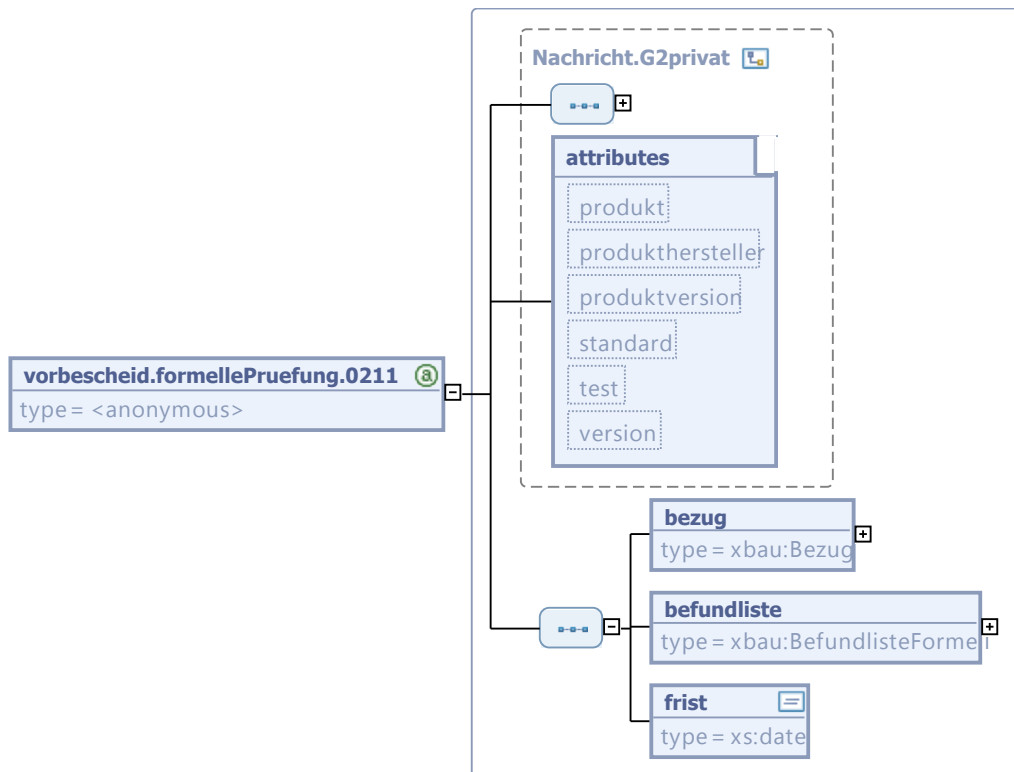 Nachricht.G2privat
attributes
produkt
produkthersteller
produktversion
standard
test
version
vorbescheid.formellePruefung.0211 a
type = <anonymous>
bezug
type = xbau:Bezug
befundliste
type = xbau:BefundlisteFormell
frist
type = xs:date